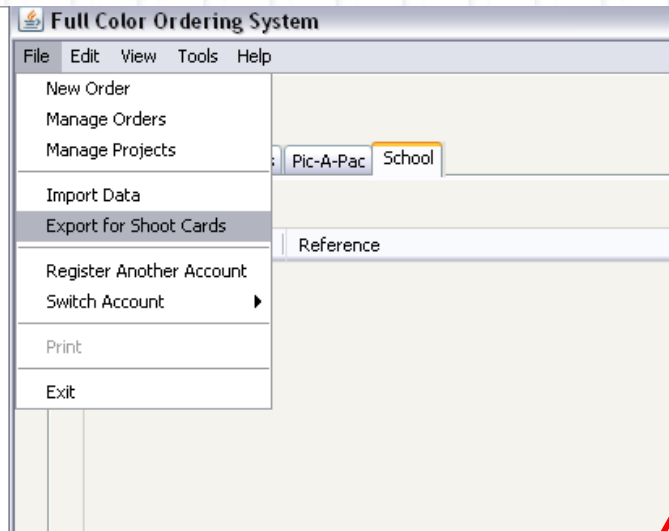 Full Color Ordering System
File Edit View Tools Help
New Order
Manage Orders
Manage Projects
Pic-A-Pac School
Import Data
Export for Shoot Cards
Reference
Register Another Account
Switch Account
Print
Exit